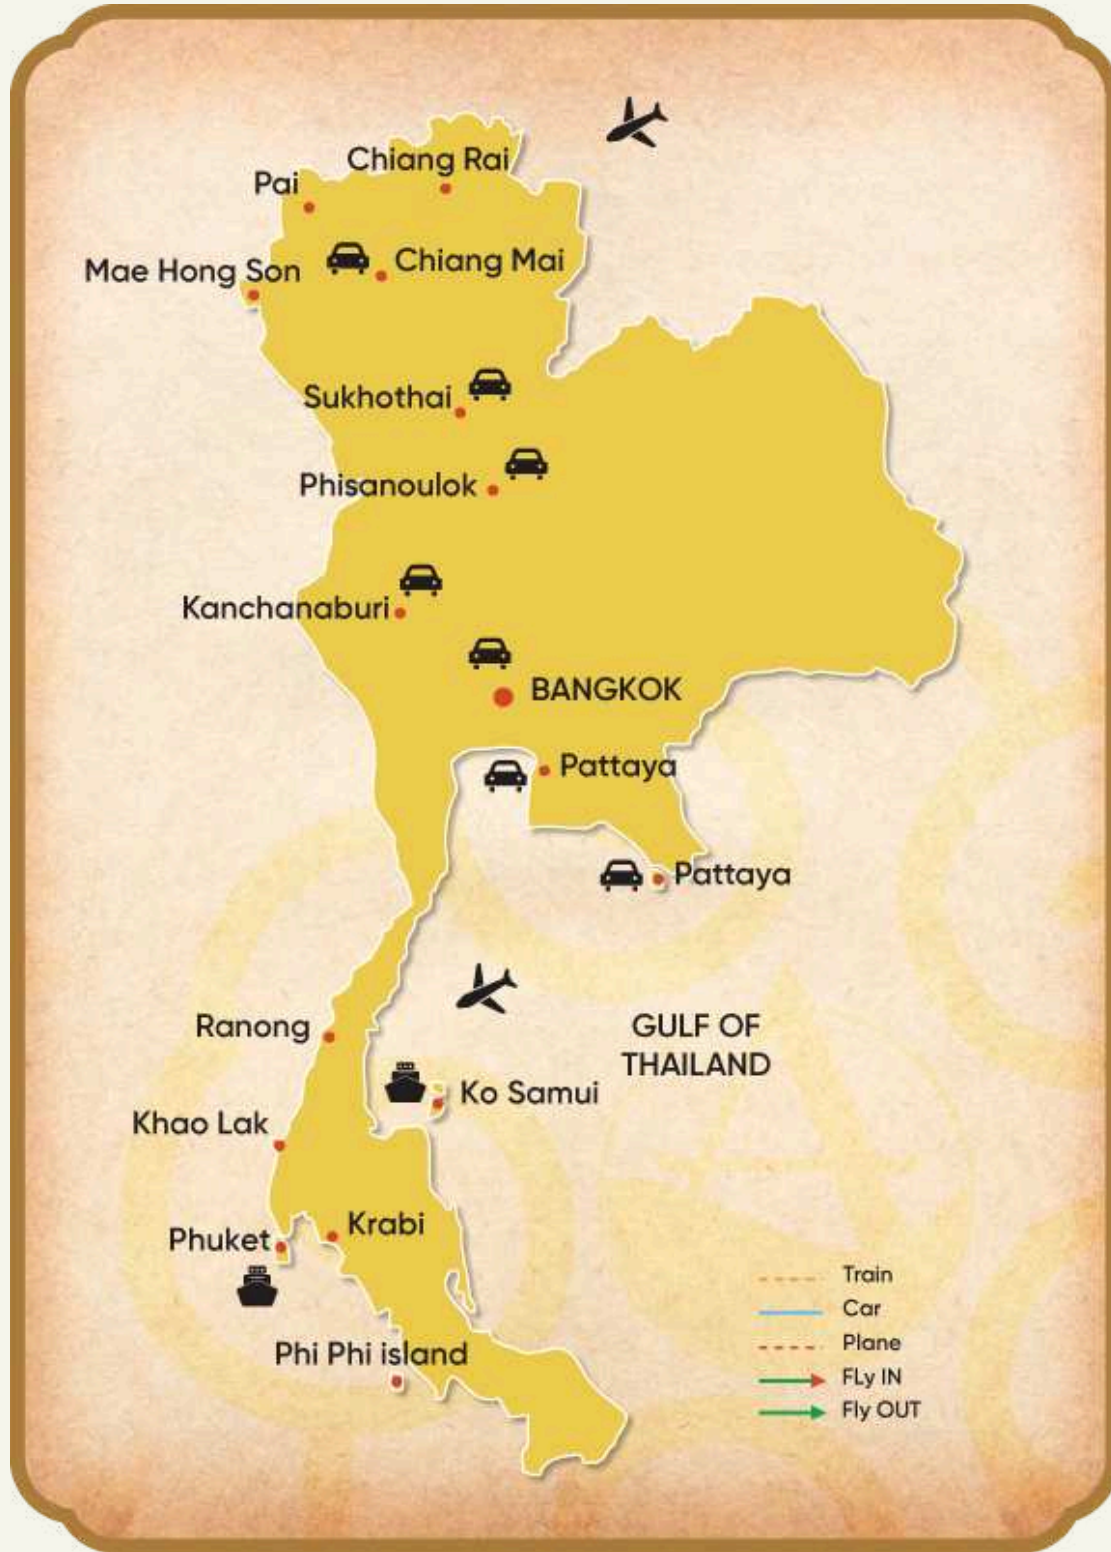 Chiang Rai
Pai
Chiang Mai
Mae Hong Son
Sukhothai
Phisanoulok
Kanchanaburi
BANGKOK
Pattaya
Pattaya
Ranong
GULF OF
THAILAND
Ko Samui
Khao Lak
Krabi
Phuket
Phi Phi island
Train
Car
Plane
FLy IN
Fly OUT